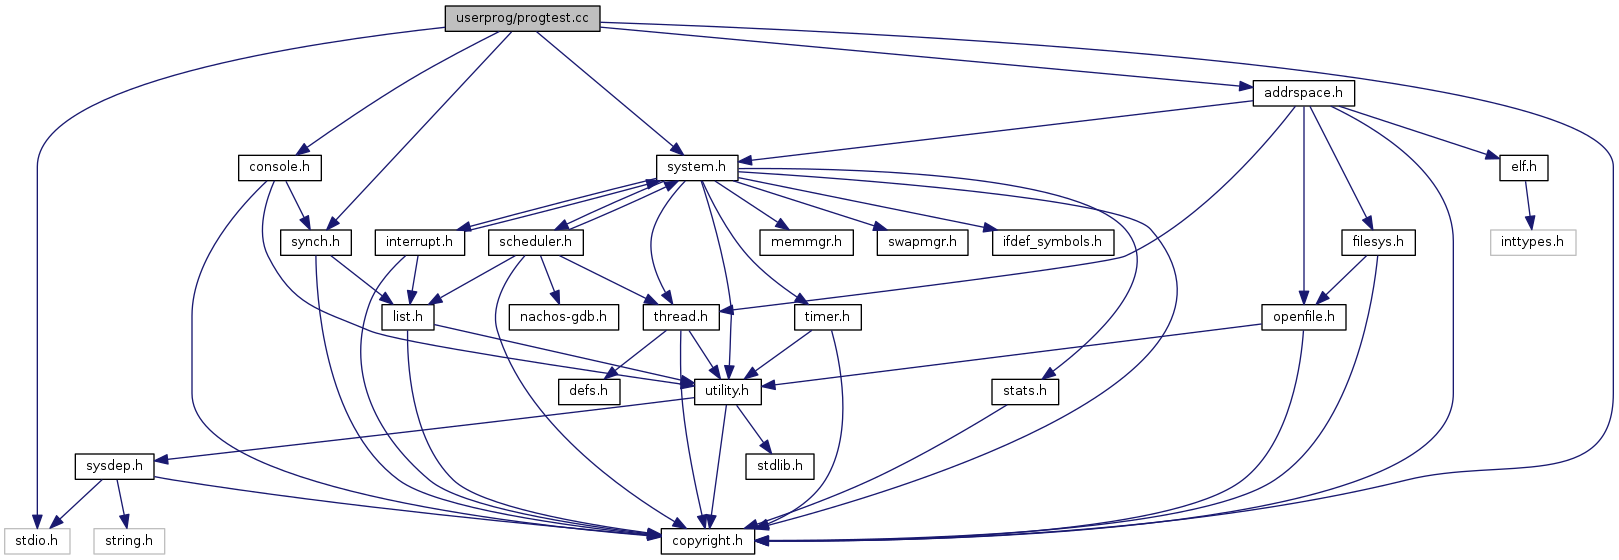 userprog/progtest.cc
addrspace.h
console.h
system.h
elf.h
synch.h
interrupt.h
scheduler.h
memmgr.h
swapmgr.h
ifdef_symbols.h
filesys.h
inttypes.h
list.h
nachos-gdb.h
thread.h
timer.h
openfile.h
defs.h
utility.h
stats.h
sysdep.h
stdlib.h
stdio.h
string.h
copyright.h